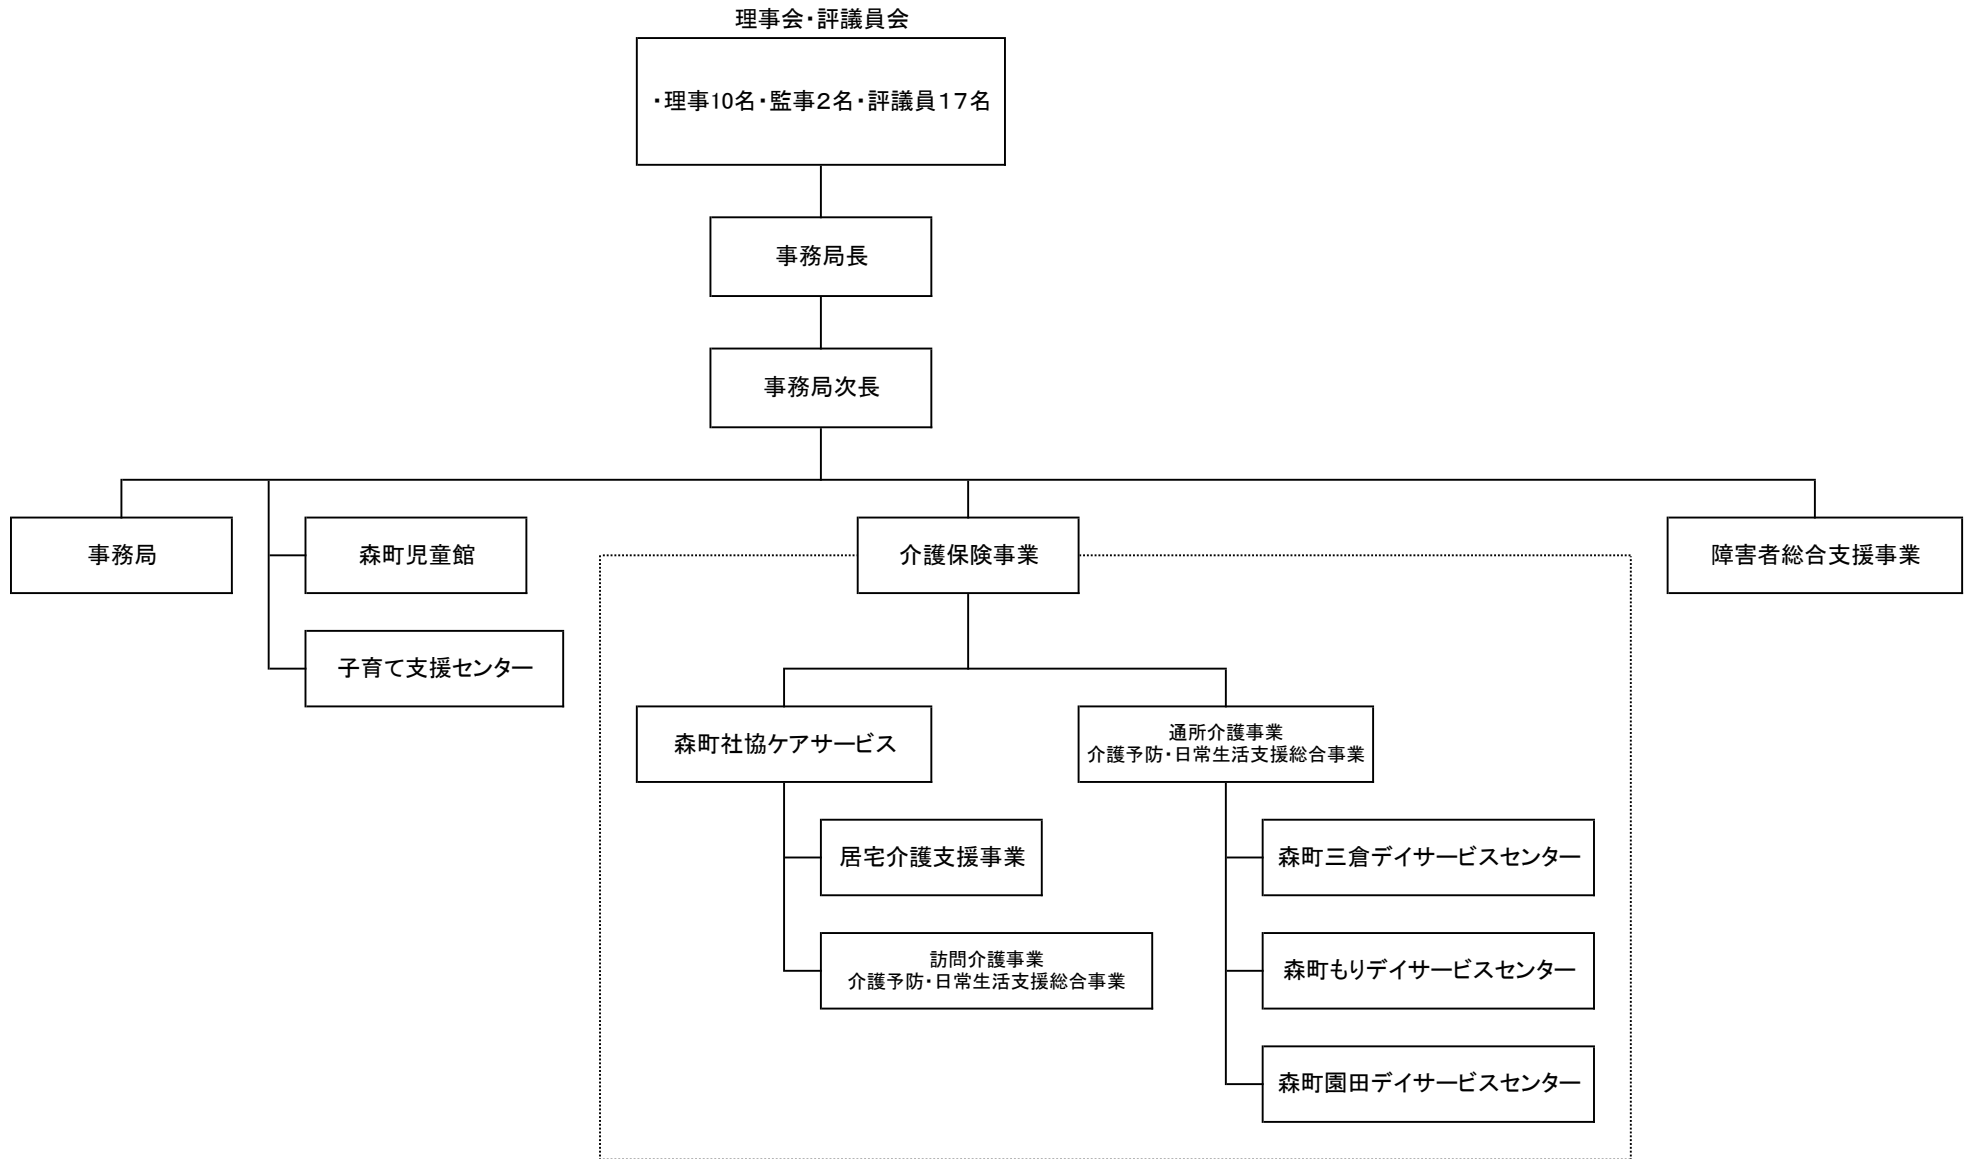 理事会・評議員会
・理事10名・監事２名・評議員１７名
事務局長
事務局次長
事務局
森町児童館
介護保険事業
障害者総合支援事業
子育て支援センター
森町社協ケアサービス
通所介護事業
介護予防・日常生活支援総合事業
居宅介護支援事業
森町三倉デイサービスセンター
訪問介護事業
介護予防・日常生活支援総合事業
森町もりデイサービスセンター
森町園田デイサービスセンター